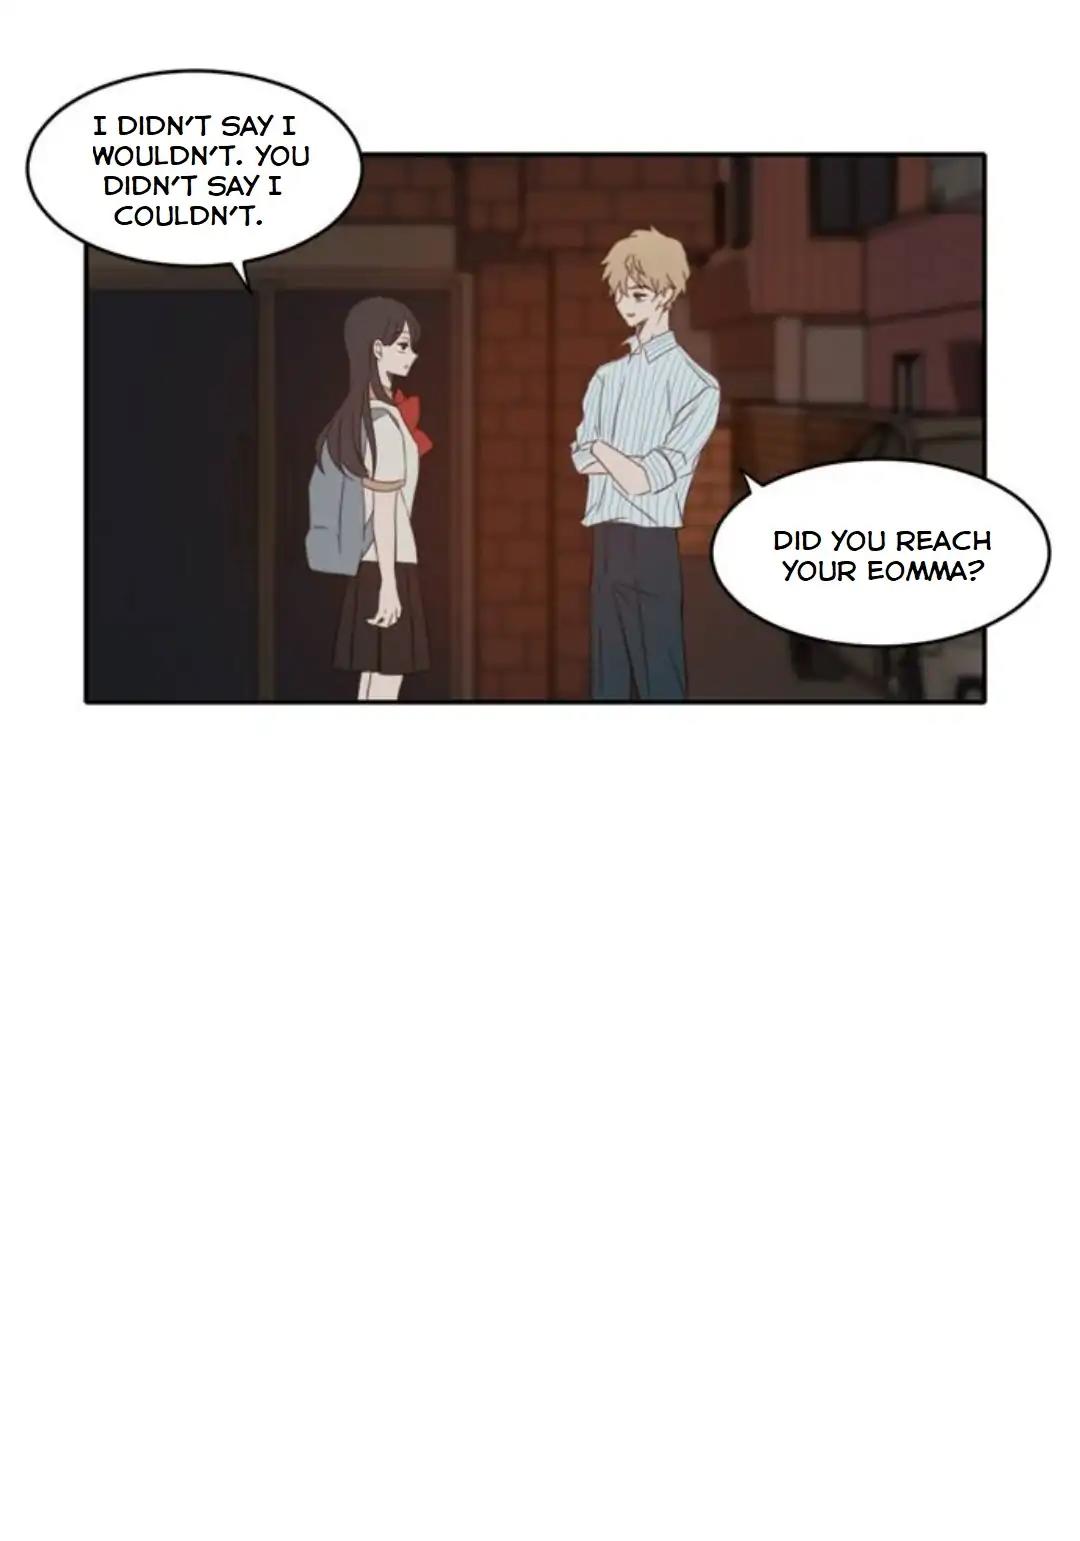 I DIDN'T SAY I
WOULDN'T. YOU
DIDN'T SAY I
COULDN'T.
DID YOU REACH
YOUR EOMMA?